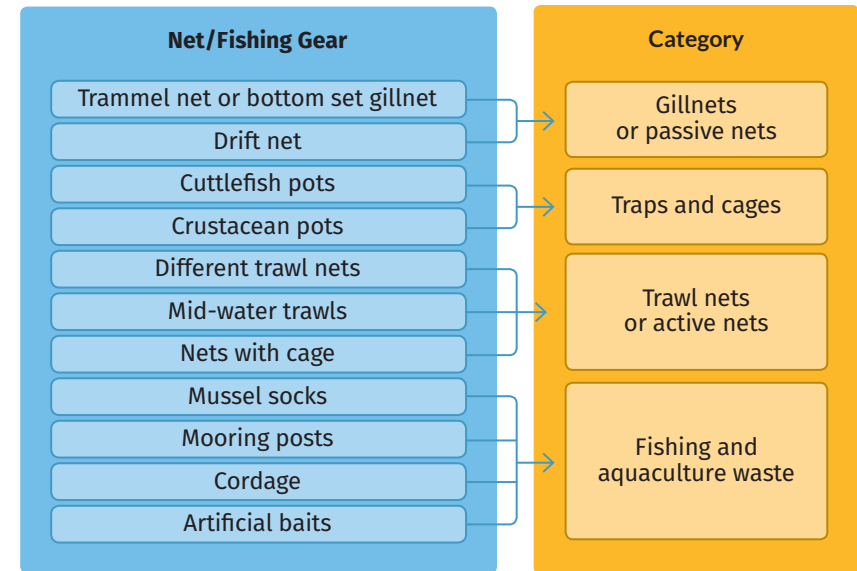 Net/Fishing Gear
Trammel net or bottom set gillnet
Drift net
Cuttlefish pots
Crustacean pots
Different trawl nets
Mid-water trawls
Nets with cage
Mussel socks
Mooring posts
Cordage
Artificial baits
Category
Gillnets
or passive nets
Traps and cages
Trawl nets
or active nets
Fishing and
aquaculture waste